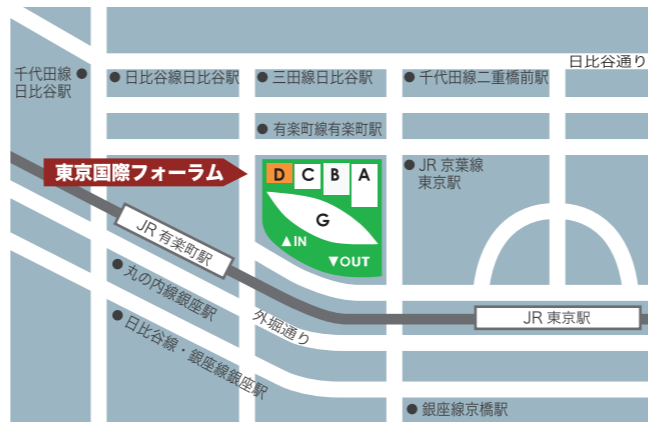 日比谷通り
千代田線
日比谷駅
日比谷線日比谷駅
三田線日比谷駅
千代田線二重橋前駅
有楽町線有楽町駅
東京国際フォーラム
D
C
B
A
JR 京葉線
東京駅
G
▲IN
▼OUT
JR 有楽町駅
丸の内線銀座駅
外堀通り
JR 東京駅
日比谷線・銀座線銀座駅
銀座線京橋駅